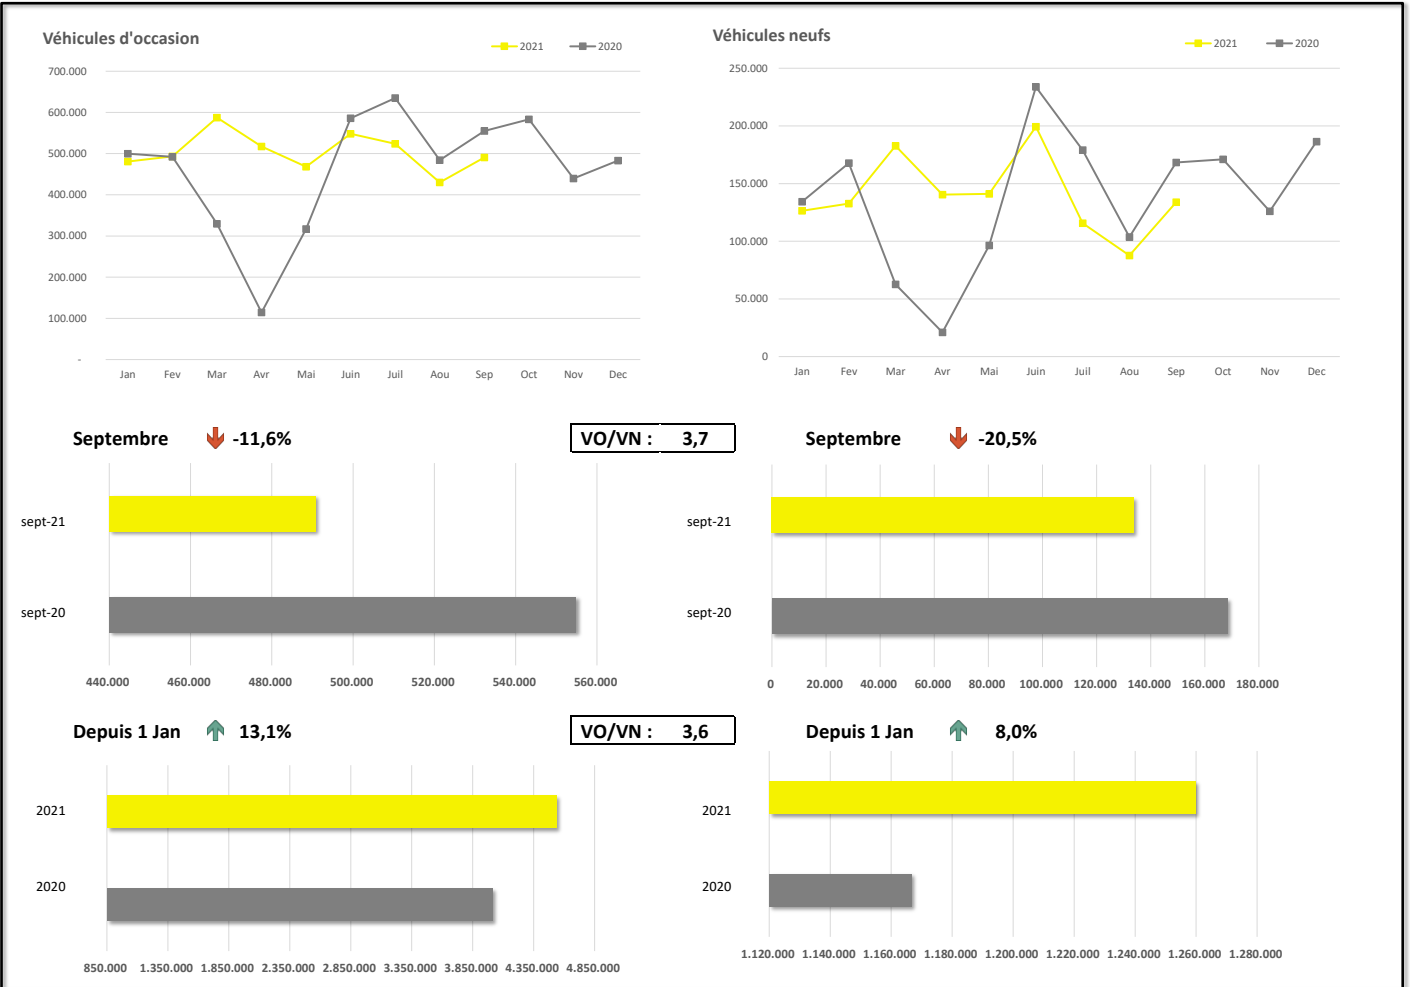 Véhicules d'occasion
2021 2020
700.000
600.000
500.000
400.000
300.000
200.000
100.000
-
Jan Fev Mar Avr Mai Juin Juil Aou Sep Oct Nov Dec
Véhicules neufs
2021 2020
250.000
200.000
150.000
100.000
50.000
0
Jan Fev Mar Avr Mai Juin Juil Aou Sep Oct Nov Dec
Septembre -11,6%
VO/VN : 3,7
Septembre -20,5%
sept-21
sept-20
440.000 460.000 480.000 500.000 520.000 540.000 560.000
sept-21
sept-20
0 20.000 40.000 60.000 80.000 100.000 120.000 140.000 160.000 180.000
Depuis 1 Jan 13,1%
VO/VN : 3,6
Depuis 1 Jan 8,0%
2021
2020
850.000 1.350.000 1.850.000 2.350.000 2.850.000 3.350.000 3.850.000 4.350.000 4.850.000
2021
2020
1.120.000 1.140.000 1.160.000 1.180.000 1.200.000 1.220.000 1.240.000 1.260.000 1.280.000